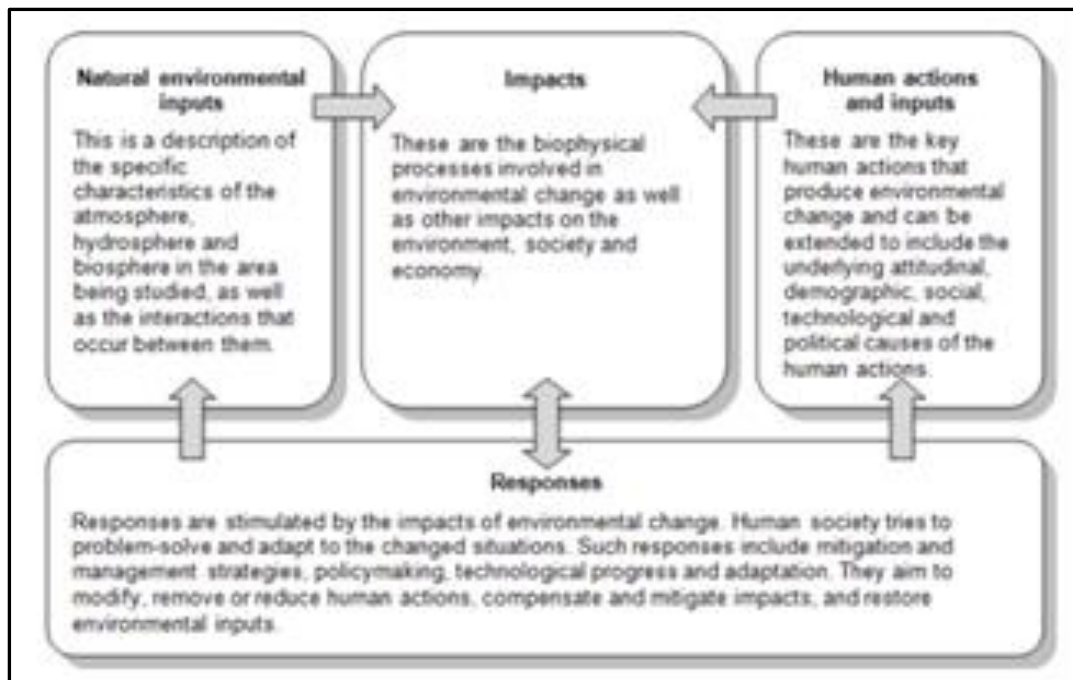 Natural environmental
inputs
This is a description of
the specific
characteristics of the
atmosphere,
hydrosphere and
biosphere in the area
being studied, as well
as the interactions that
occur between them.
Impacts
These are the biophysical
processes involved in
environmental change as well
as other impacts on the
environment, society and
economy.
Human actions
and inputs
These are the key
human actions that
produce environmental
change and can be
extended to include the
underlying attitudinal,
demographic, social,
technological and
political causes of the
human actions.
Responses
Responses are stimulated by the impacts of environmental change. Human society tries to
problem-solve and adapt to the changed situations. Such responses include mitigation and
management strategies, policymaking, technological progress and adaptation. They aim to
modify, remove or reduce human actions, compensate and mitigate impacts, and restore
environmental inputs.